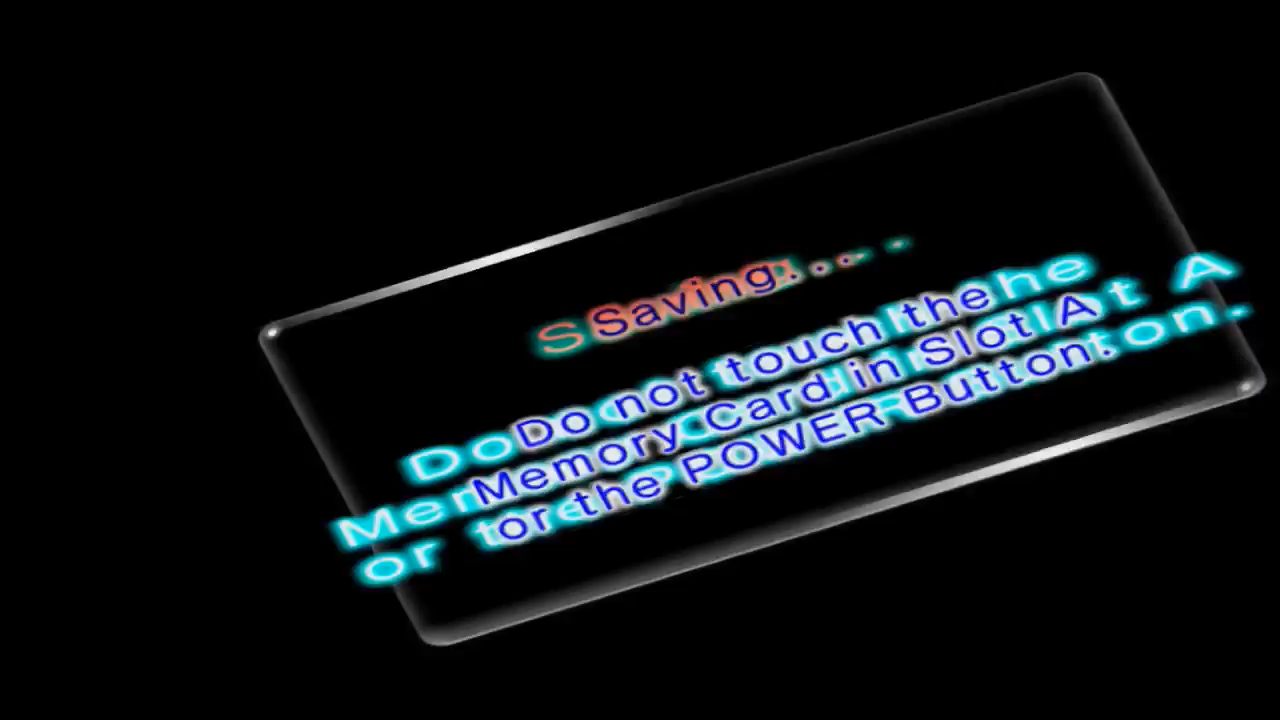 Saving...
Do not touch the
Memory Card in Slot A
or the POWER Button.